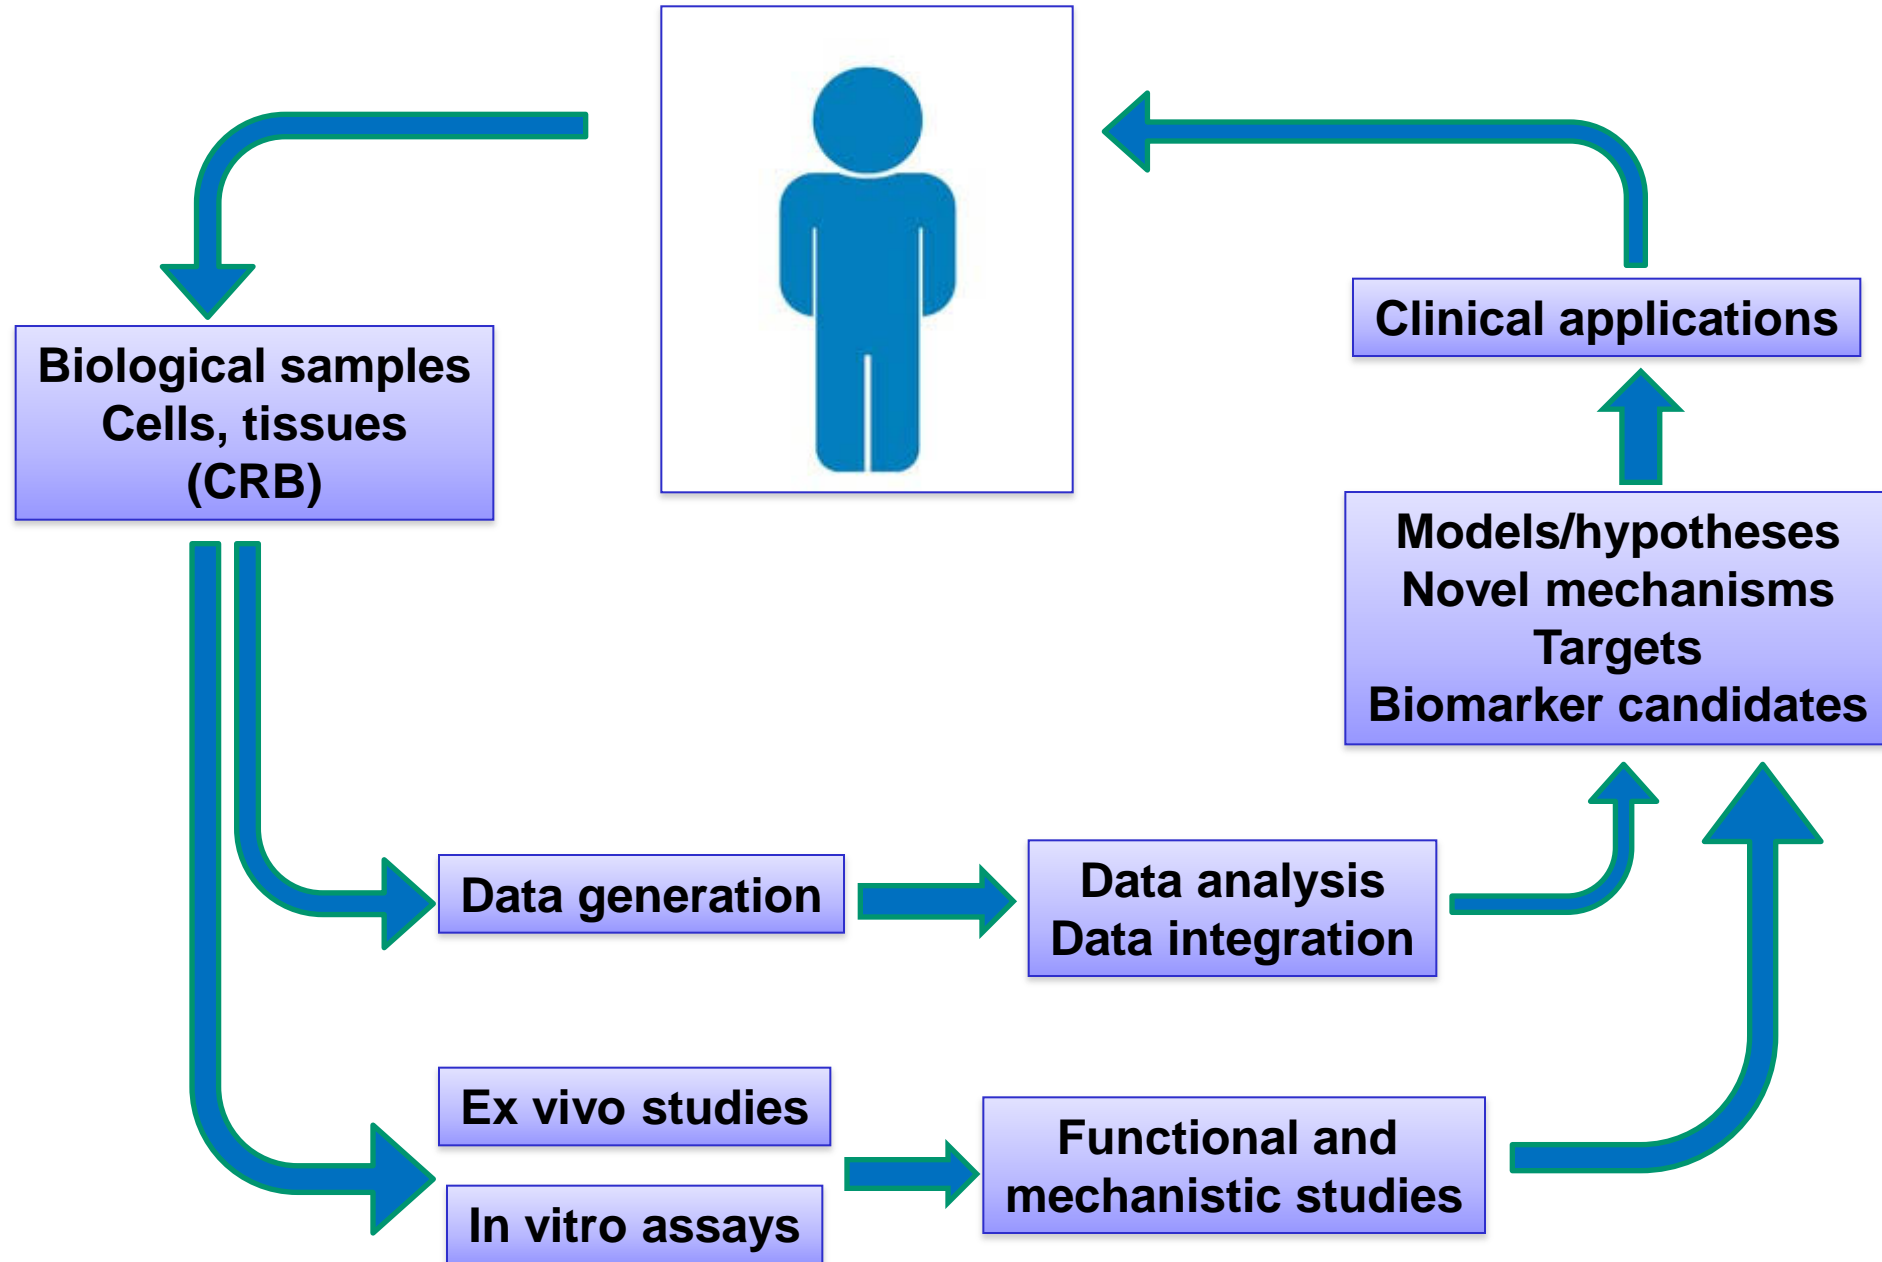 Biological samples
Cells, tissues
(CRB)
Clinical applications
Models/hypotheses
Novel mechanisms
Targets
Biomarker candidates
Data generation
Data analysis
Data integration
Ex vivo studies
In vitro assays
Functional and
mechanistic studies